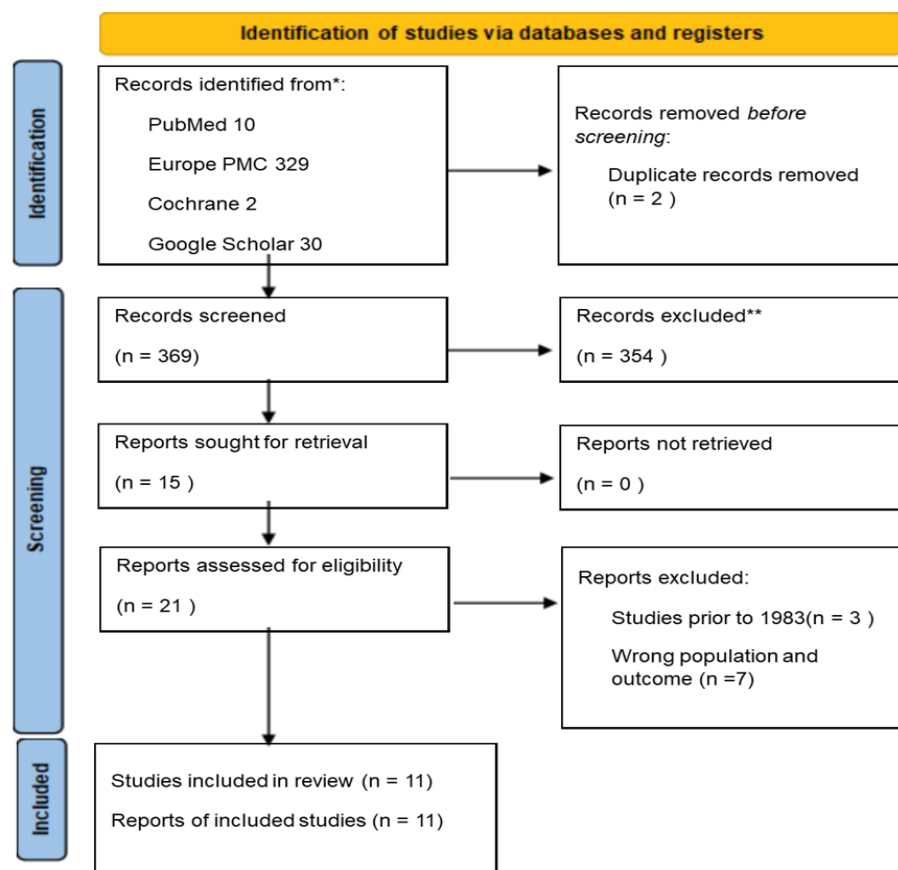 Identification of studies via databases and registers
Identification
Records identified from*:
PubMed 10
Europe PMC 329
Cochrane 2
Google Scholar 30
Records removed before
screening:
Duplicate records removed
(n = 2 )
Screening
Records screened
(n = 369)
Records excluded**
(n = 354 )
Reports sought for retrieval
(n = 15 )
Reports not retrieved
(n = 0 )
Reports assessed for eligibility
(n = 21 )
Reports excluded:
Studies prior to 1983(n = 3 )
Wrong population and
outcome (n =7)
Included
Studies included in review (n = 11)
Reports of included studies (n = 11)